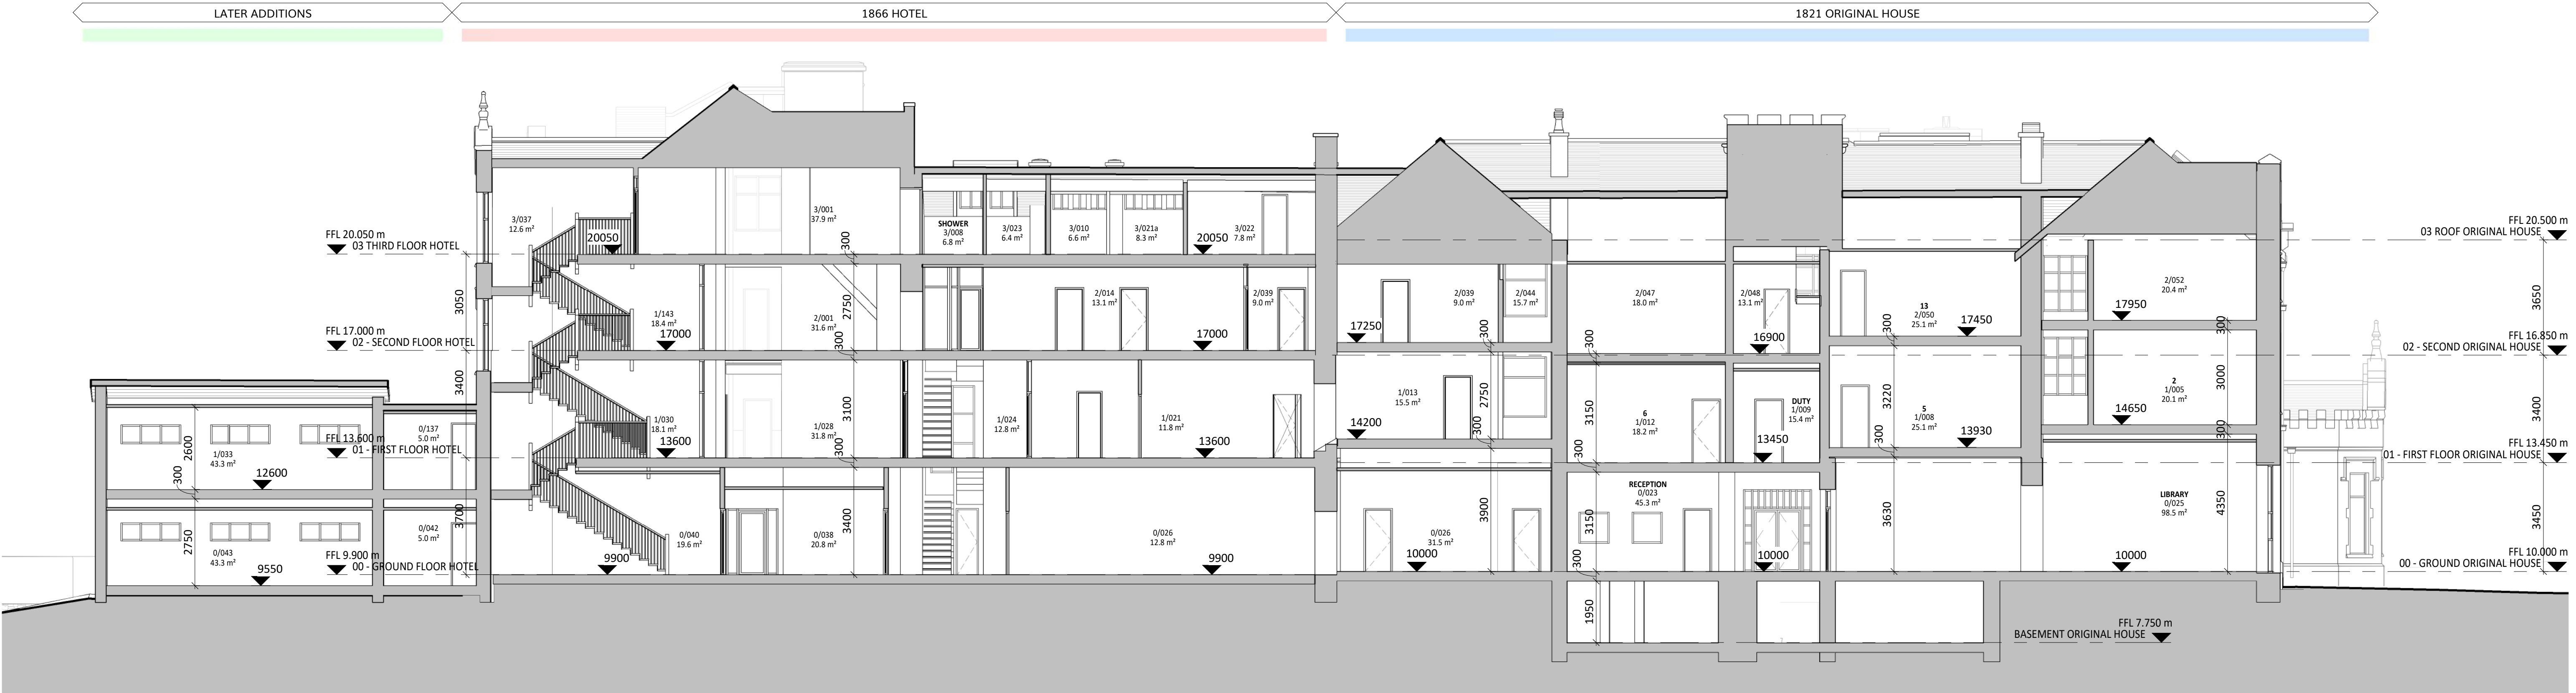 LATER ADDITIONS
1866 HOTEL
1821 ORIGINAL HOUSE
FFL 20.050 m
03 THIRD FLOOR HOTEL
3050
FFL 17.000 m
02 - SECOND FLOOR HOTEL
3400
FFL 13.600 m
01 - FIRST FLOOR HOTEL
3700
FFL 9.900 m
00 - GROUND FLOOR HOTEL
2600
1/033
43.3 m²
300
12600
2750
0/043
43.3 m²
9550
0/137
5.0 m²
0/042
5.0 m²
3/037
12.6 m²
20050
3/001
37.9 m²
300
SHOWER
3/008
6.8 m²
3/023
6.4 m²
3/010
6.6 m²
3/021a
8.3 m²
3/022
7.8 m²
20050
1/143
18.4 m²
17000
2/001
31.6 m²
2750
300
2/014
13.1 m²
2/039
9.0 m²
17000
1/030
18.1 m²
13600
1/028
31.8 m²
3100
300
1/024
12.8 m²
1/021
11.8 m²
13600
0/040
19.6 m²
9900
0/038
20.8 m²
3400
0/026
12.8 m²
9900
2/039
9.0 m²
2/044
15.7 m²
17250
300
2/047
18.0 m²
300
2/048
13.1 m²
16900
13
2/050
25.1 m²
300
17450
2/052
20.4 m²
17950
300
1/013
15.5 m²
2750
14200
300
6
1/012
18.2 m²
3150
300
DUTY
1/009
15.4 m²
13450
5
1/008
25.1 m²
3220
300
13930
2
1/005
20.1 m²
3000
14650
300
0/026
31.5 m²
3900
10000
RECEPTION
0/023
45.3 m²
3150
300
10000
3630
LIBRARY
0/025
98.5 m²
4350
10000
1950
FFL 7.750 m
BASEMENT ORIGINAL HOUSE
FFL 20.500 m
03 ROOF ORIGINAL HOUSE
3650
FFL 16.850 m
02 - SECOND ORIGINAL HOUSE
3400
FFL 13.450 m
01 - FIRST FLOOR ORIGINAL HOUSE
3450
FFL 10.000 m
00 - GROUND ORIGINAL HOUSE